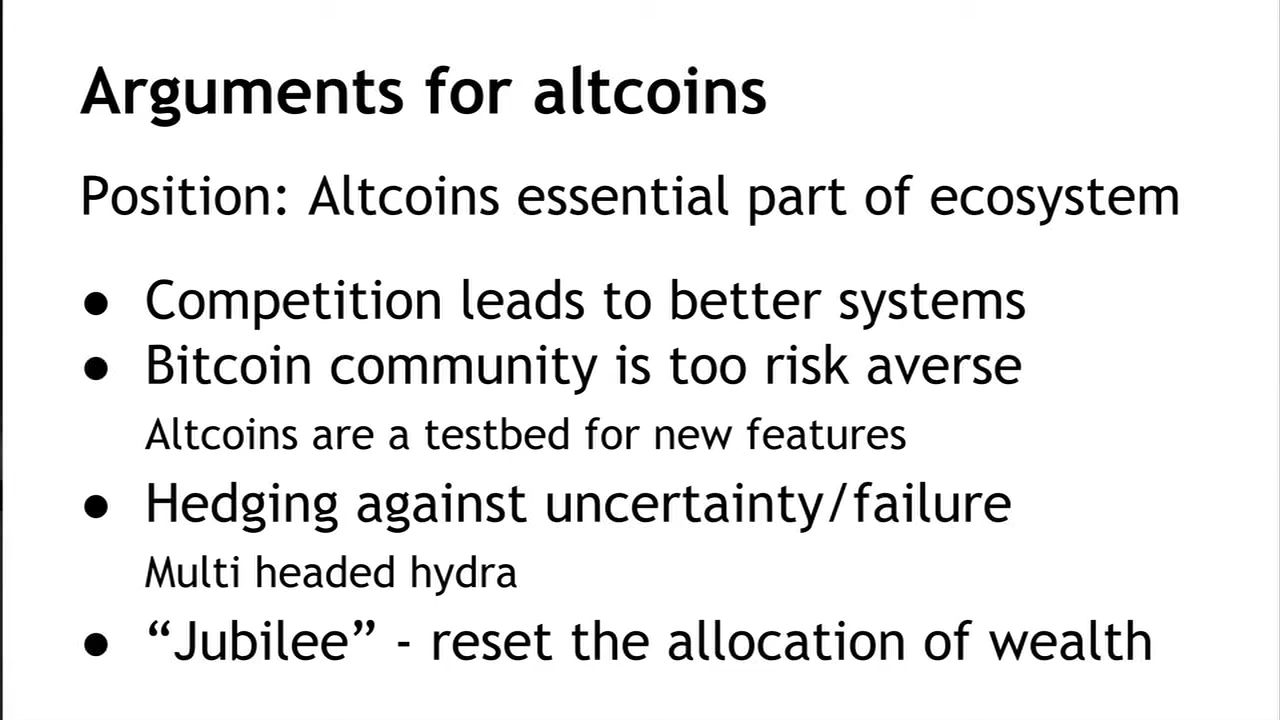 Arguments for altcoins
Position: Altcoins essential part of ecosystem
● Competition leads to better systems
● Bitcoin community is too risk averse
Altcoins are a testbed for new features
● Hedging against uncertainty/failure
Multi headed hydra
● “Jubilee” - reset the allocation of wealth